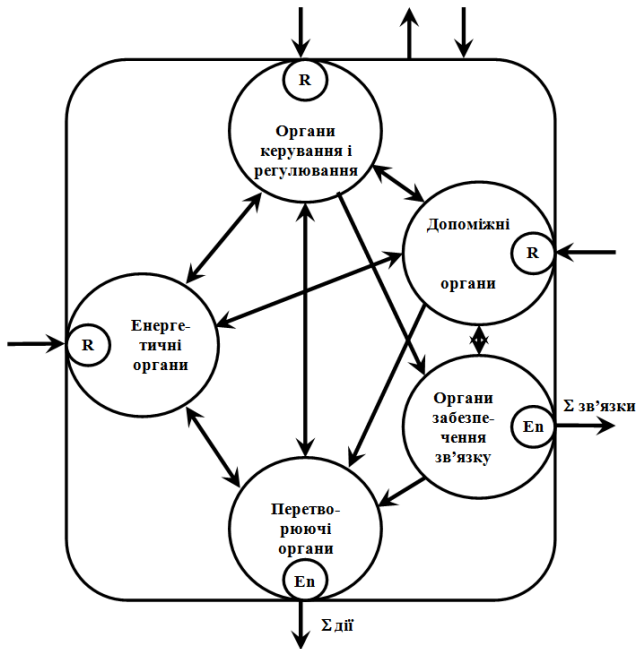 R
Органи
керування і
регулювання
Допоміжні
R
органи
R
Енерге-
тичні
органи
Органи
забезпе-
чення
зв’язку
En
Σ зв’язки
Перетво-
рюючі
органи
En
Σ дії